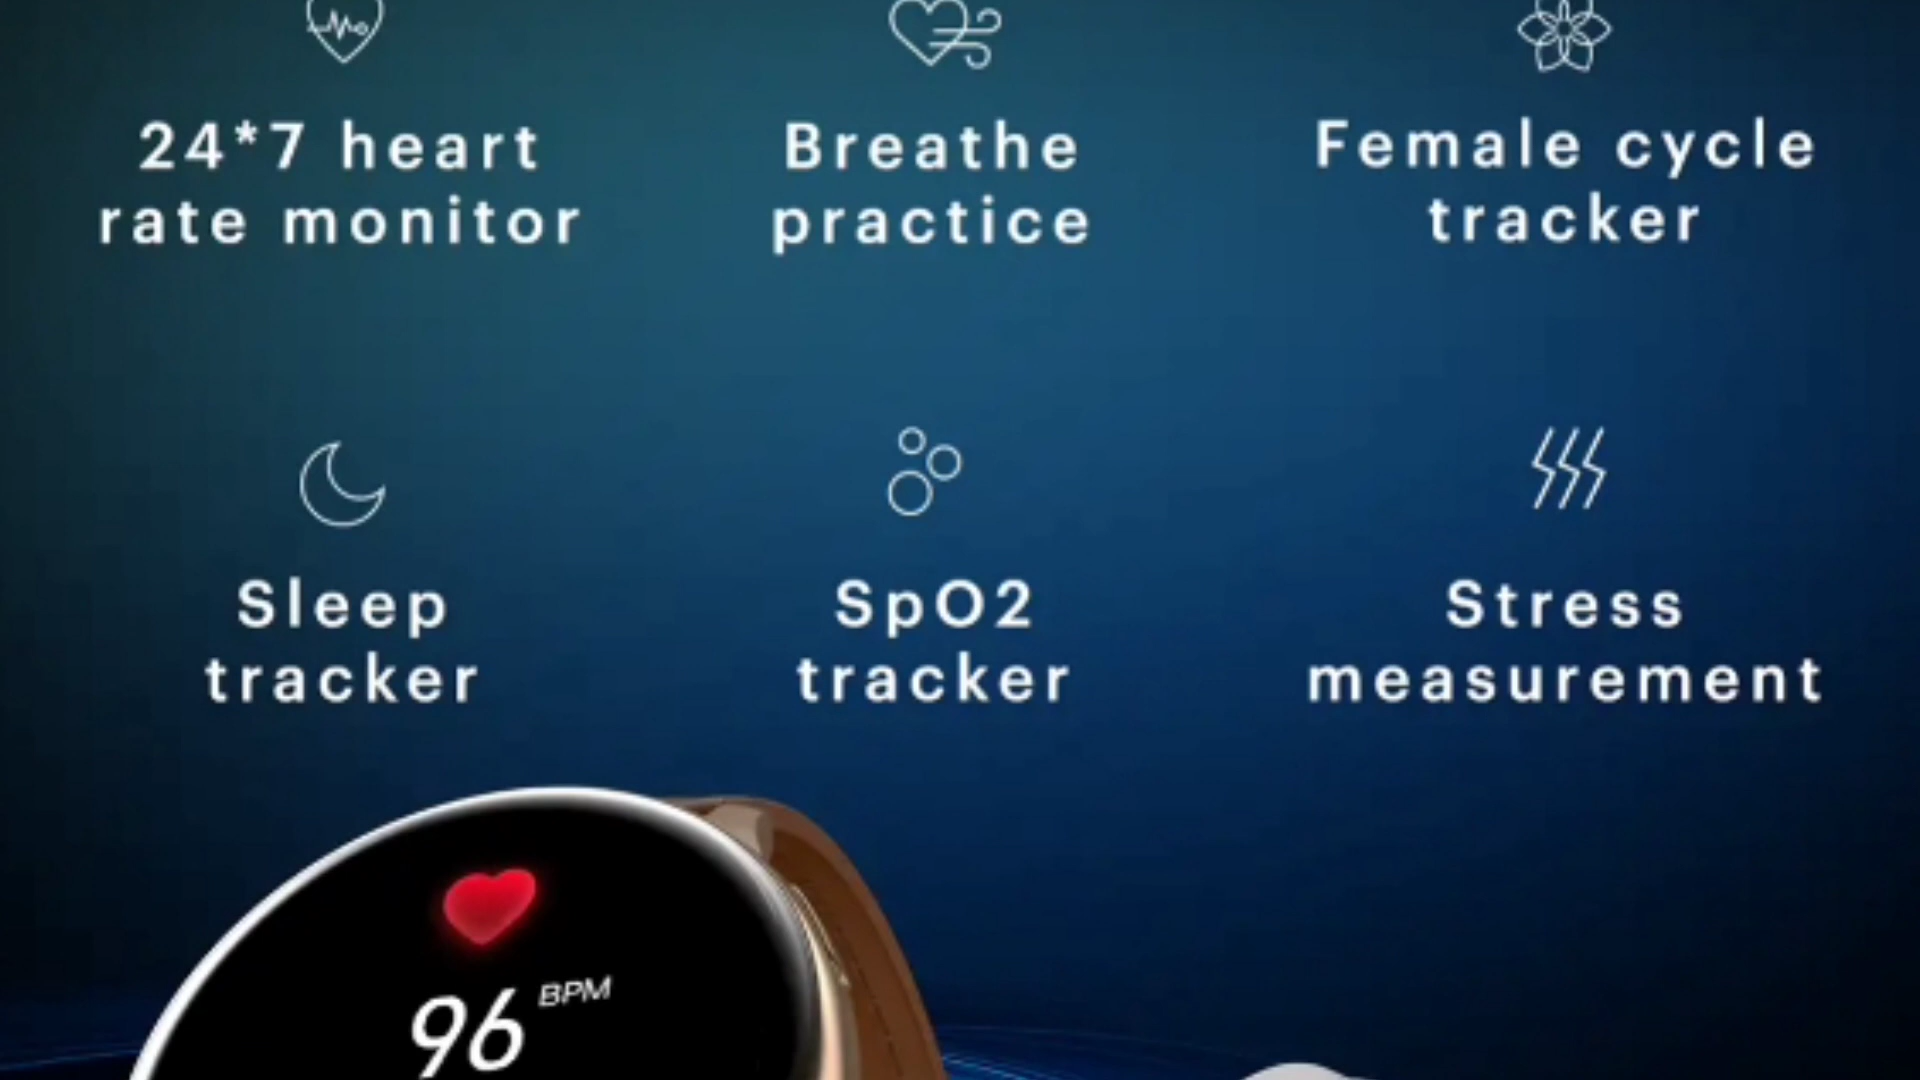 24*7 heart
rate monitor
Breathe
practice
Female cycle
tracker
Sleep
tracker
SpO2
tracker
Stress
measurement
96 BPM